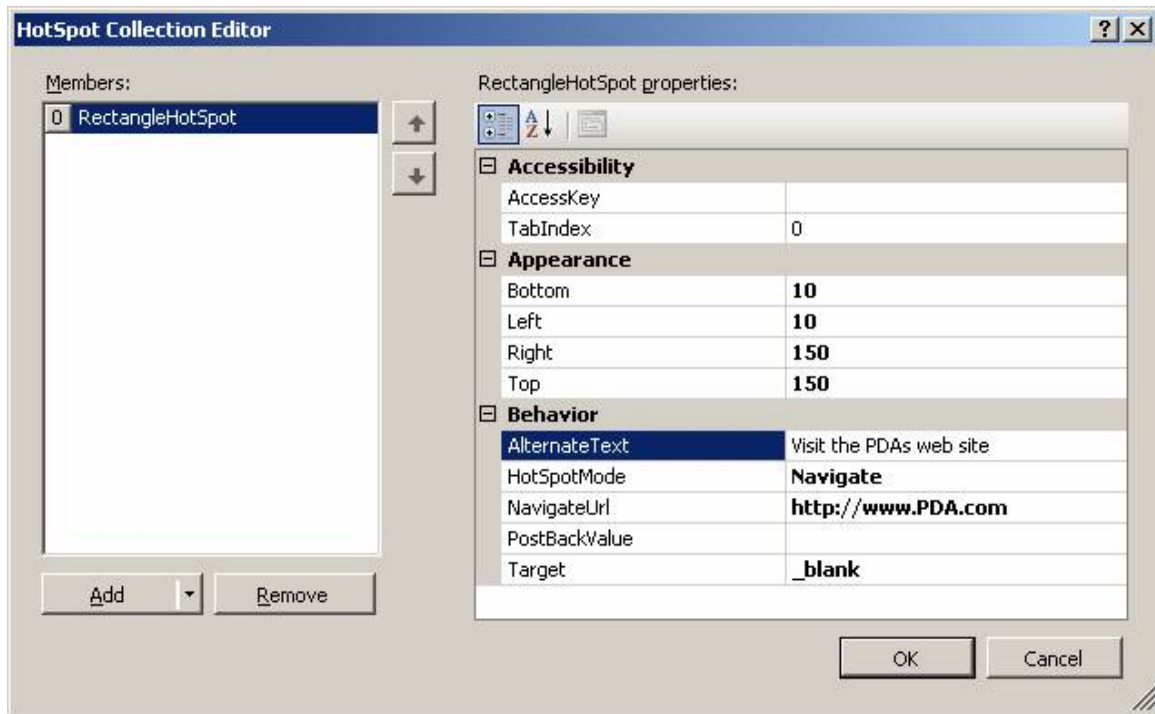 HotSpot Collection Editor
Members:
0 RectangleHotSpot
Add
Remove
RectangleHotSpot properties:
A
Z
Accessibility
AccessKey
TabIndex 0
Appearance
Bottom 10
Left 10
Right 150
Top 150
Behavior
AlternateText Visit the PDAs web site
HotSpotMode Navigate
NavigateUrl http://www.PDA.com
PostBackValue
Target _blank
OK
Cancel